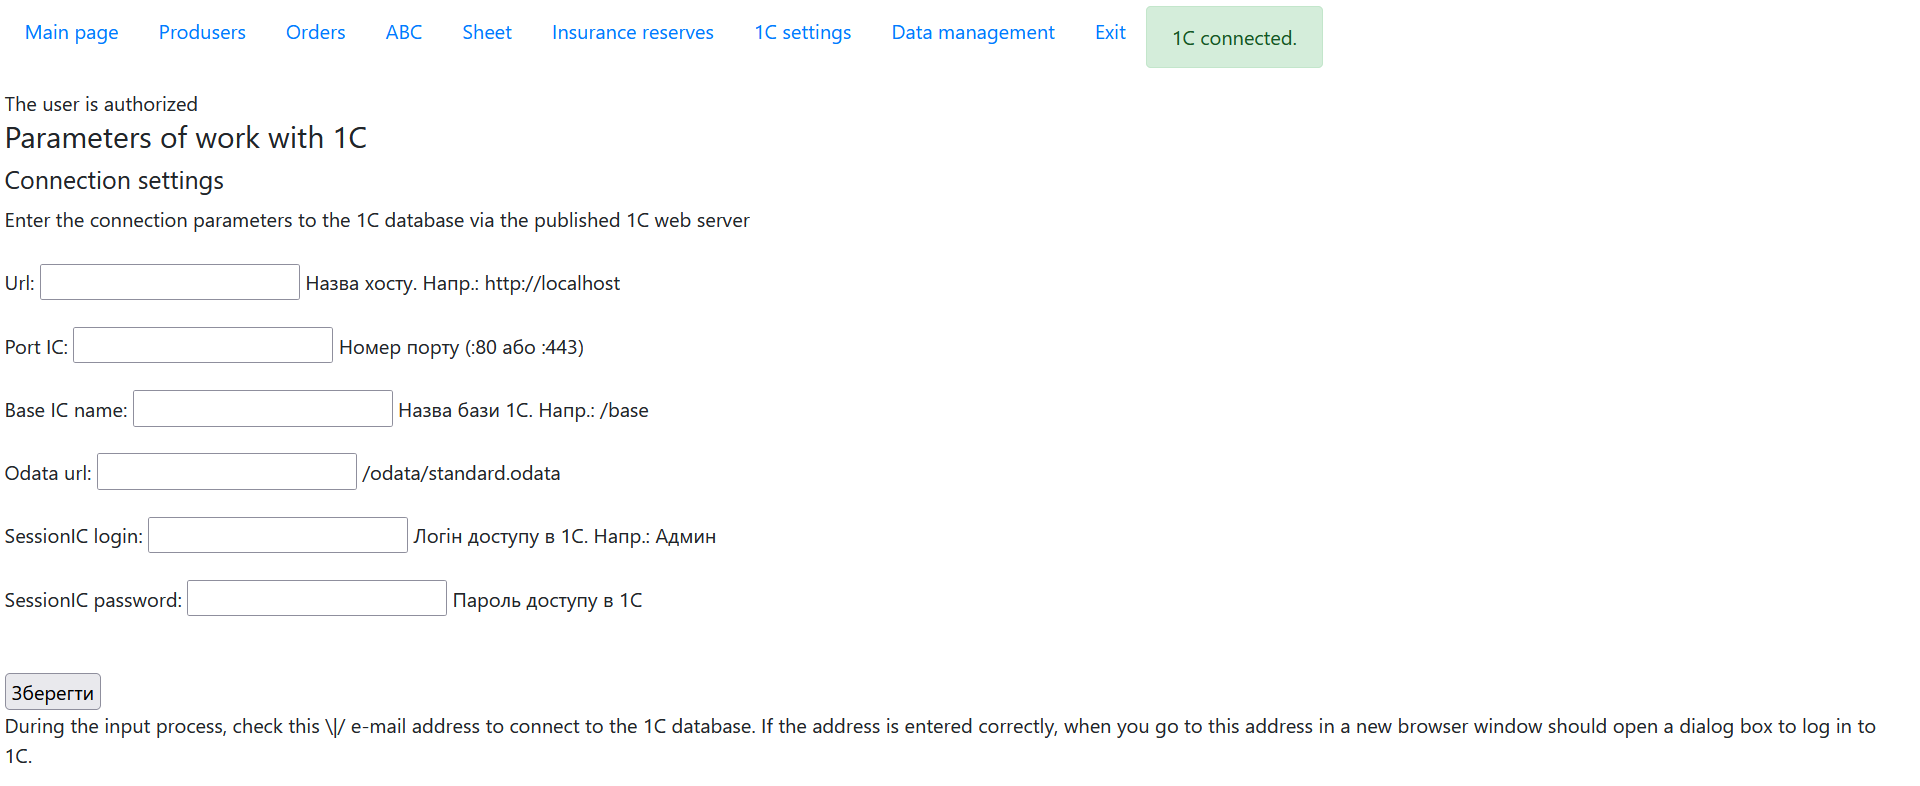 Main page Produsers Orders ABC Sheet Insurance reserves 1C settings Data management Exit 1C connected.
The user is authorized
Parameters of work with 1C
Connection settings
Enter the connection parameters to the 1C database via the published 1C web server
Url: Назва хосту. Напр.: http://localhost
Port IC: Номер порту (:80 або :443)
Base IC name: Назва бази 1С. Напр.: /base
Odata url: /odata/standard.odata
SessionIC login: Логін доступу в 1С. Напр.: Админ
SessionIC password: Пароль доступу в 1С
Зберегти
During the input process, check this \|/ e-mail address to connect to the 1C database. If the address is entered correctly, when you go to this address in a new browser window should open a dialog box to log in to
1C.